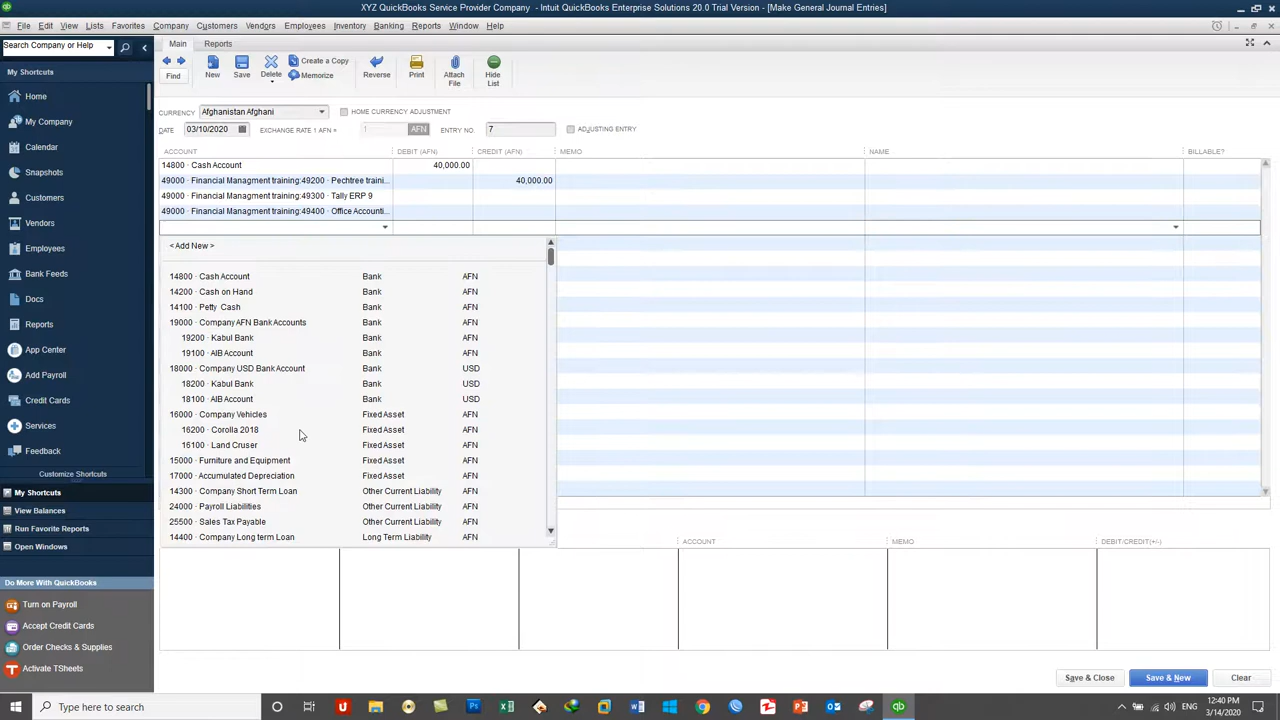 XYZ QuickBooks Service Provider Company - Intuit QuickBooks Enterprise Solutions 20.0 Trial Version - [Make General Journal Entries]
File Edit View Lists Favorites Company Customers Vendors Employees Inventory Banking Reports Window Help
Search Company or Help
My Shortcuts
Home
My Company
Calendar
Snapshots
Customers
Vendors
Employees
Bank Feeds
Docs
Reports
App Center
Add Payroll
Credit Cards
Services
Feedback
Customize Shortcuts
My Shortcuts
View Balances
Run Favorite Reports
Open Windows
Do More With QuickBooks
Turn on Payroll
Accept Credit Cards
Order Checks & Supplies
Activate TSheets
Main Reports
Find
New
Save
Delete
Create a Copy
Memorize
Reverse
Print
Attach File
Hide List
CURRENCY Afghanistan Afghani HOME CURRENCY ADJUSTMENT
DATE 03/10/2020 EXCHANGE RATE 1 AFN = 1 AFN ENTRY NO. 7 ADJUSTING ENTRY
ACCOUNT DEBIT (AFN) CREDIT (AFN) MEMO NAME BILLABLE?
14800 · Cash Account 40,000.00
49000 · Financial Managment training:49200 · Pechtree traini... 40,000.00
49000 · Financial Managment training:49300 · Tally ERP 9
49000 · Financial Managment training:49400 · Office Accounti...
< Add New >
14800 · Cash Account Bank AFN
14200 · Cash on Hand Bank AFN
14100 · Petty Cash Bank AFN
19000 · Company AFN Bank Accounts Bank AFN
19200 · Kabul Bank Bank AFN
19100 · AIB Account Bank AFN
18000 · Company USD Bank Account Bank USD
18200 · Kabul Bank Bank USD
18100 · AIB Account Bank USD
16000 · Company Vehicles Fixed Asset AFN
16200 · Corolla 2018 Fixed Asset AFN
16100 · Land Cruser Fixed Asset AFN
15000 · Furniture and Equipment Fixed Asset AFN
17000 · Accumulated Depreciation Fixed Asset AFN
14300 · Company Short Term Loan Other Current Liability AFN
24000 · Payroll Liabilities Other Current Liability AFN
25500 · Sales Tax Payable Other Current Liability AFN
14400 · Company Long term Loan Long Term Liability AFN
ACCOUNT MEMO DEBIT/CREDIT(+/-)
Save & Close Save & New Clear
Type here to search
ENG
12:40 PM
3/14/2020